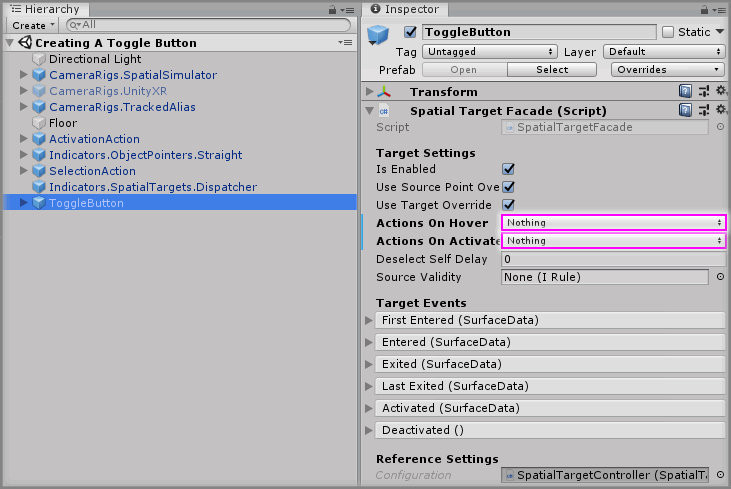 Hierarchy
Create
All
Creating A Toggle Button
Directional Light
CameraRigs.SpatialSimulator
CameraRigs.UnityXR
CameraRigs.TrackedAlias
Floor
ActivationAction
Indicators.ObjectPointers.Straight
SelectionAction
Indicators.SpatialTargets.Dispatcher
ToggleButton
Inspector
ToggleButton Static
Tag Untagged Layer Default
Prefab Open Select Overrides
Transform
Spatial Target Facade (Script)
Script SpatialTargetFacade
Target Settings
Is Enabled
Use Source Point Ove
Use Target Override
Actions On Hover Nothing
Actions On Activate Nothing
Deselect Self Delay 0
Source Validity None (I Rule)
Target Events
First Entered (SurfaceData)
Entered (SurfaceData)
Exited (SurfaceData)
Last Exited (SurfaceData)
Activated (SurfaceData)
Deactivated ()
Reference Settings
Configuration SpatialTargetController (SpatialT